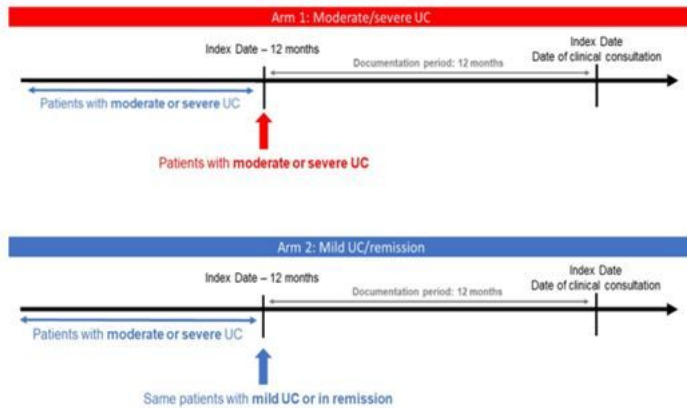 Arm 1: Moderate/severe UC
Index Date – 12 months
Index Date
Date of clinical consultation
Documentation period: 12 months
Patients with moderate or severe UC
Patients with moderate or severe UC
Arm 2: Mild UC/remission
Index Date – 12 months
Index Date
Date of clinical consultation
Documentation period: 12 months
Patients with moderate or severe UC
Same patients with mild UC or in remission